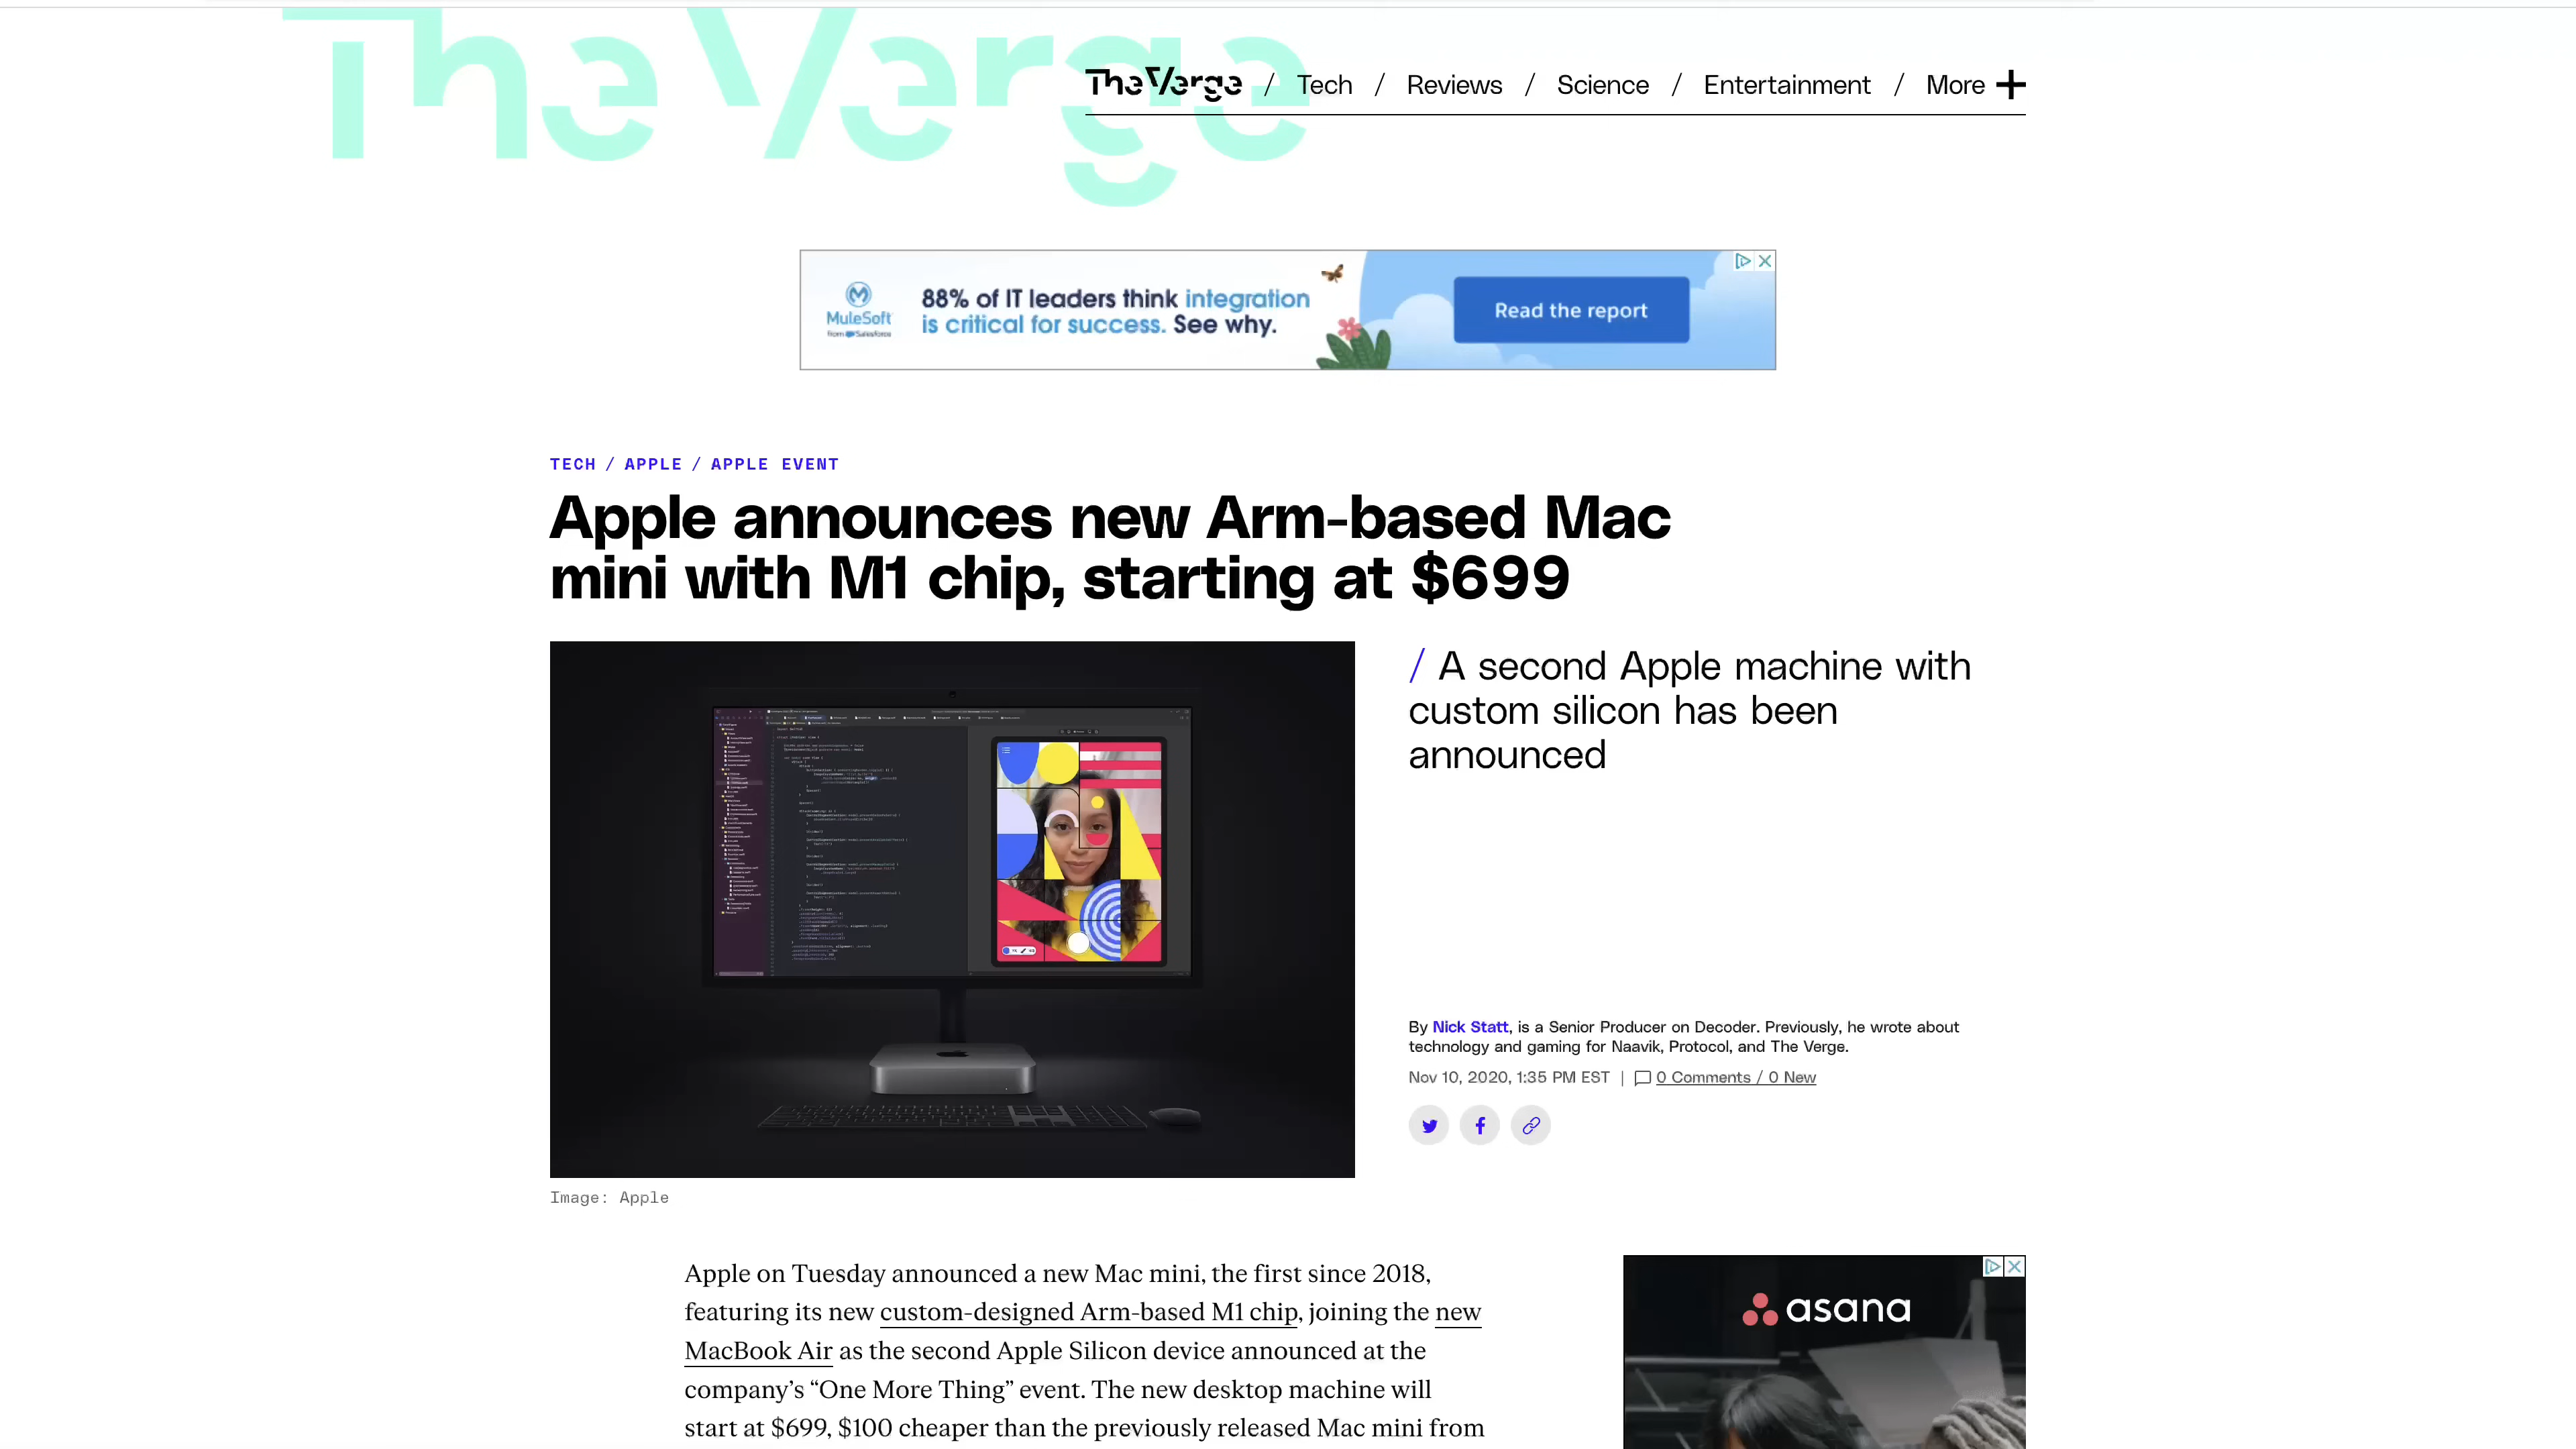 The Verge
The Verge / Tech / Reviews / Science / Entertainment / More
MuleSoft
from Salesforce
88% of IT leaders think integration
is critical for success. See why.
Read the report
TECH / APPLE / APPLE EVENT
Apple announces new Arm-based Mac
mini with M1 chip, starting at $699
/ A second Apple machine with
custom silicon has been
announced
By Nick Statt, is a Senior Producer on Decoder. Previously, he wrote about
technology and gaming for Naavik, Protocol, and The Verge.
Nov 10, 2020, 1:35 PM EST | 0 Comments / 0 New
Image: Apple
Apple on Tuesday announced a new Mac mini, the first since 2018,
featuring its new custom-designed Arm-based M1 chip, joining the new
MacBook Air as the second Apple Silicon device announced at the
company’s “One More Thing” event. The new desktop machine will
start at $699, $100 cheaper than the previously released Mac mini from
asana